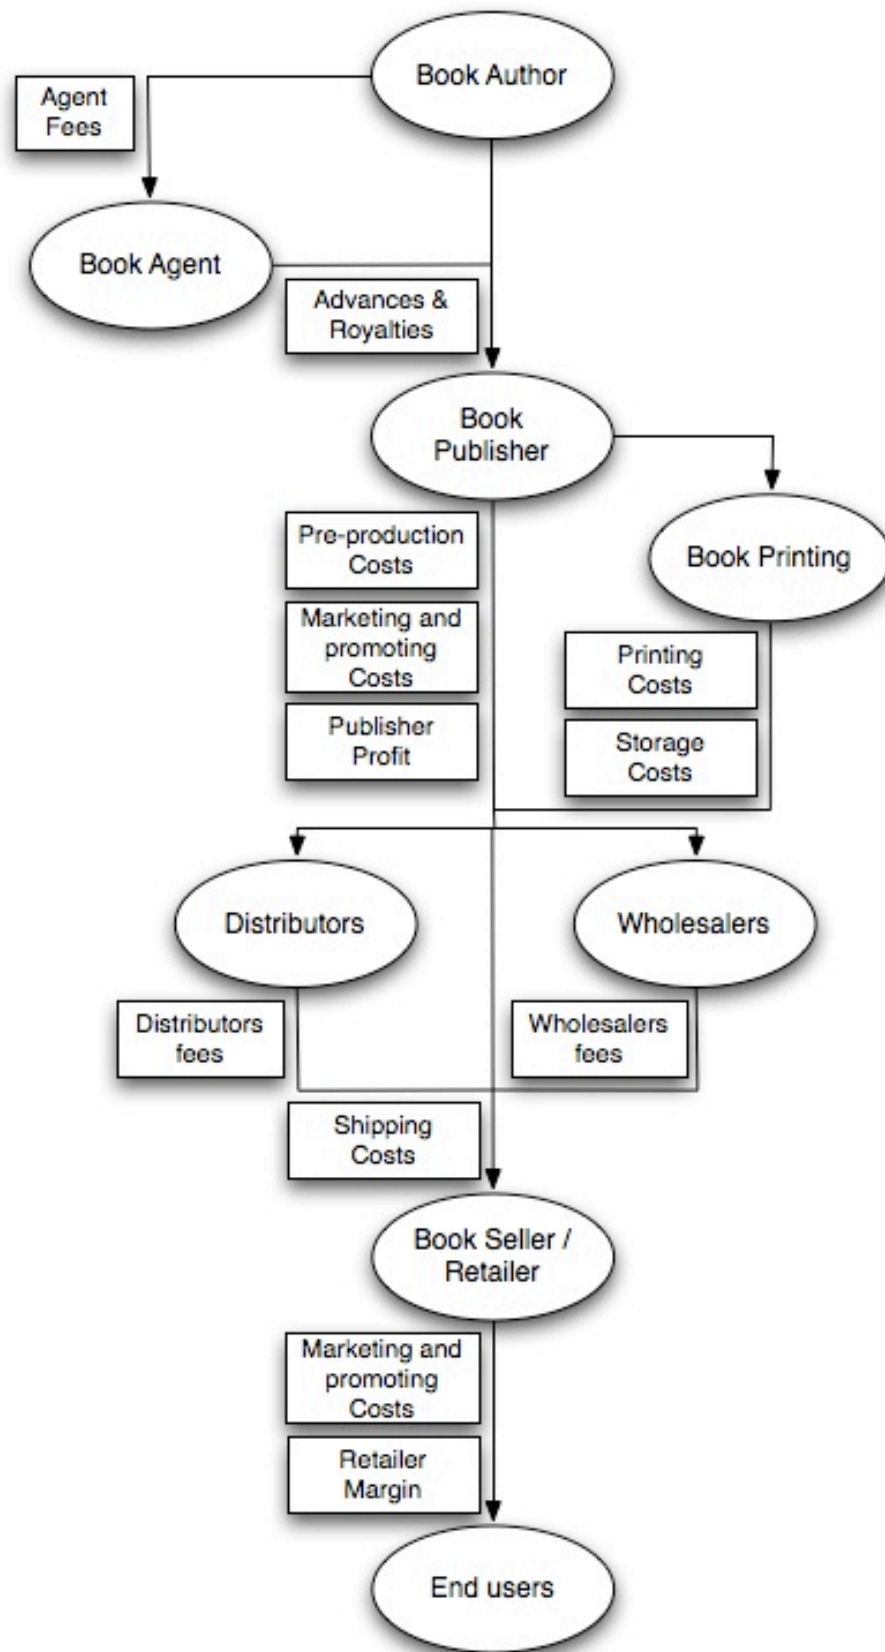 Book Author
Agent
Fees
Book Agent
Advances &
Royalties
Book
Publisher
Pre-production
Costs
Book Printing
Marketing and
promoting
Costs
Printing
Costs
Publisher
Profit
Storage
Costs
Distributors
Wholesalers
Distributors
fees
Wholesalers
fees
Shipping
Costs
Book Seller /
Retailer
Marketing and
promoting
Costs
Retailer
Margin
End users